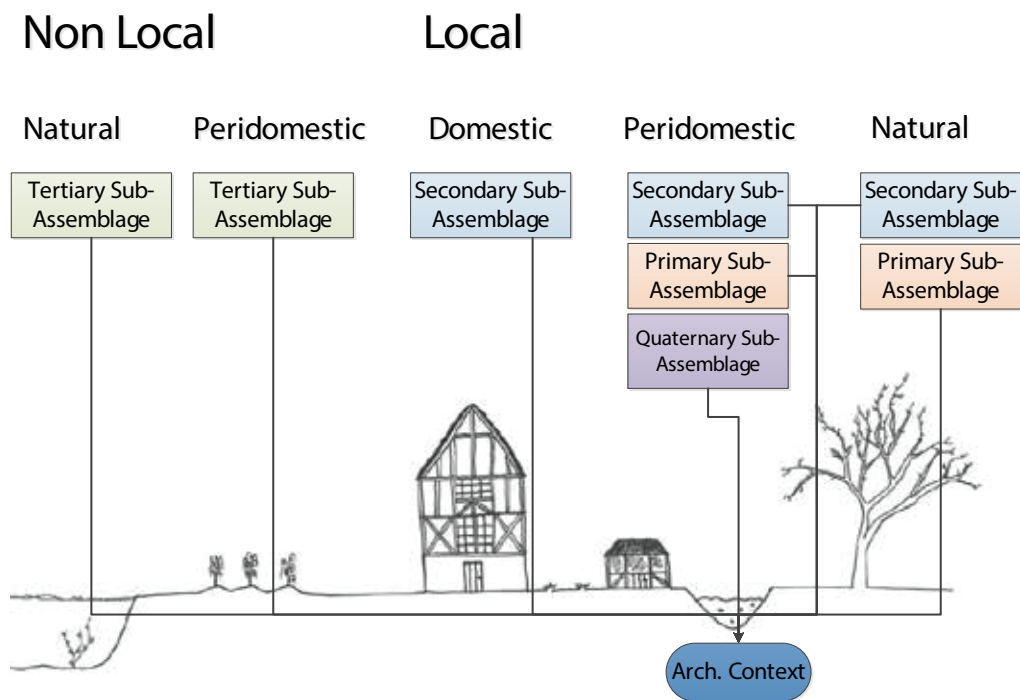 Non Local
Local
Natural
Peridomestic
Domestic
Peridomestic
Natural
Tertiary Sub-
Assemblage
Tertiary Sub-
Assemblage
Secondary Sub-
Assemblage
Secondary Sub-
Assemblage
Secondary Sub-
Assemblage
Primary Sub-
Assemblage
Primary Sub-
Assemblage
Quaternary Sub-
Assemblage
Arch. Context